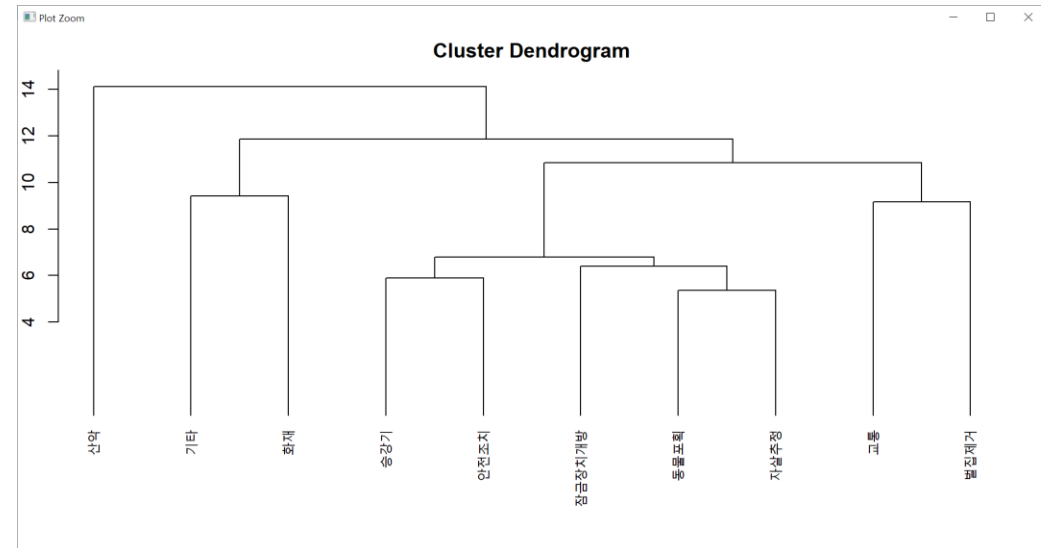 Plot Zoom
Cluster Dendrogram
14
12
10
8
6
4
산악
기타
화재
승강기
안전조치
잠금장치개방
동물포획
자살추정
교통
벌집제거